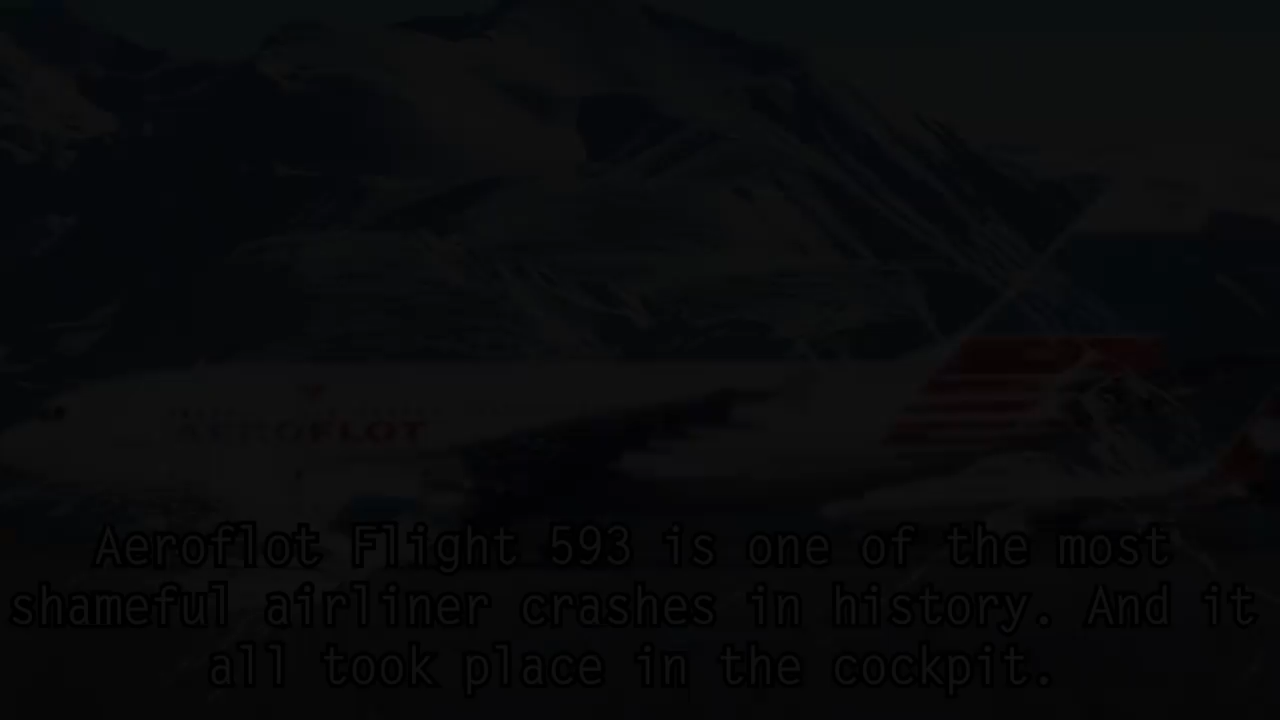 AEROFLOT
Aeroflot Flight 593 is one of the most
shameful airliner crashes in history. And it
all took place in the cockpit.